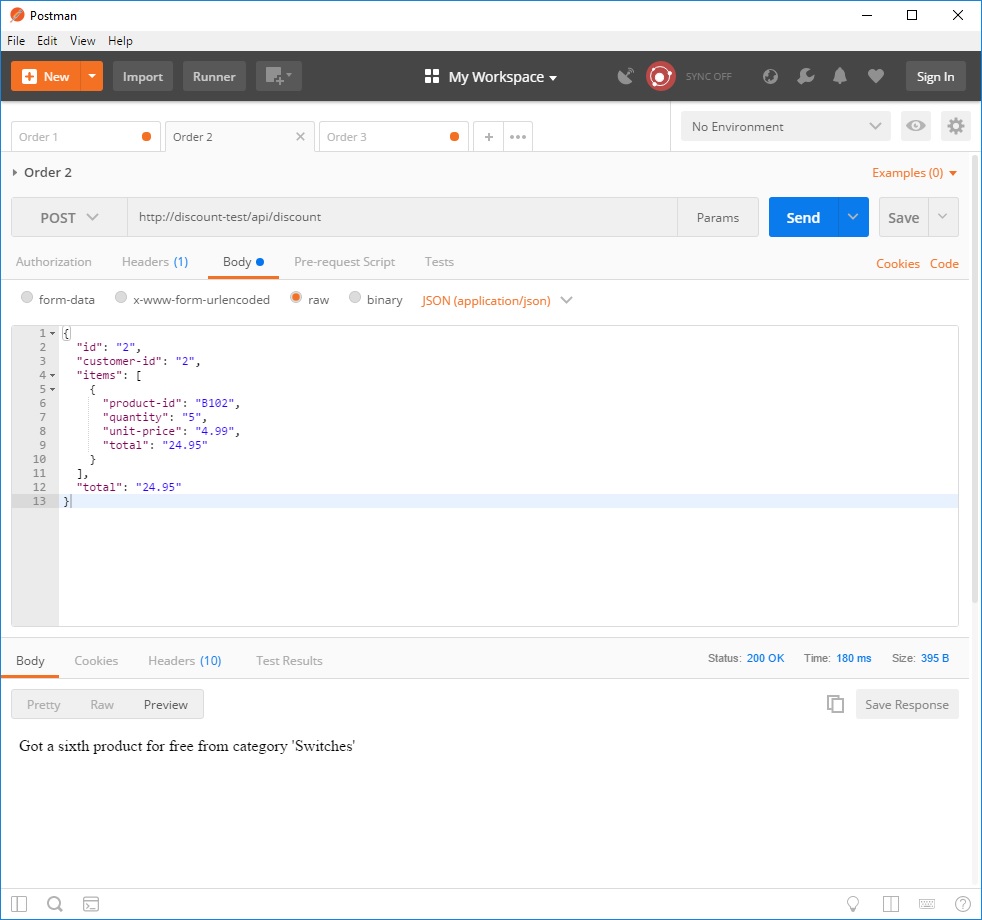 Postman
File Edit View Help
New Import Runner My Workspace SYNC OFF Sign In
Order 1 Order 2 Order 3 + ••• No Environment
Order 2 Examples (0)
POST http://discount-test/api/discount Params Send Save
Authorization Headers (1) Body Pre-request Script Tests Cookies Code
form-data x-www-form-urlencoded raw binary JSON (application/json)
1 {
2 "id": "2",
3 "customer-id": "2",
4 "items": [
5 {
6 "product-id": "B102",
7 "quantity": "5",
8 "unit-price": "4.99",
9 "total": "24.95"
10 }
11 ],
12 "total": "24.95"
13 }
Body Cookies Headers (10) Test Results Status: 200 OK Time: 180 ms Size: 395 B
Pretty Raw Preview Save Response
Got a sixth product for free from category 'Switches'